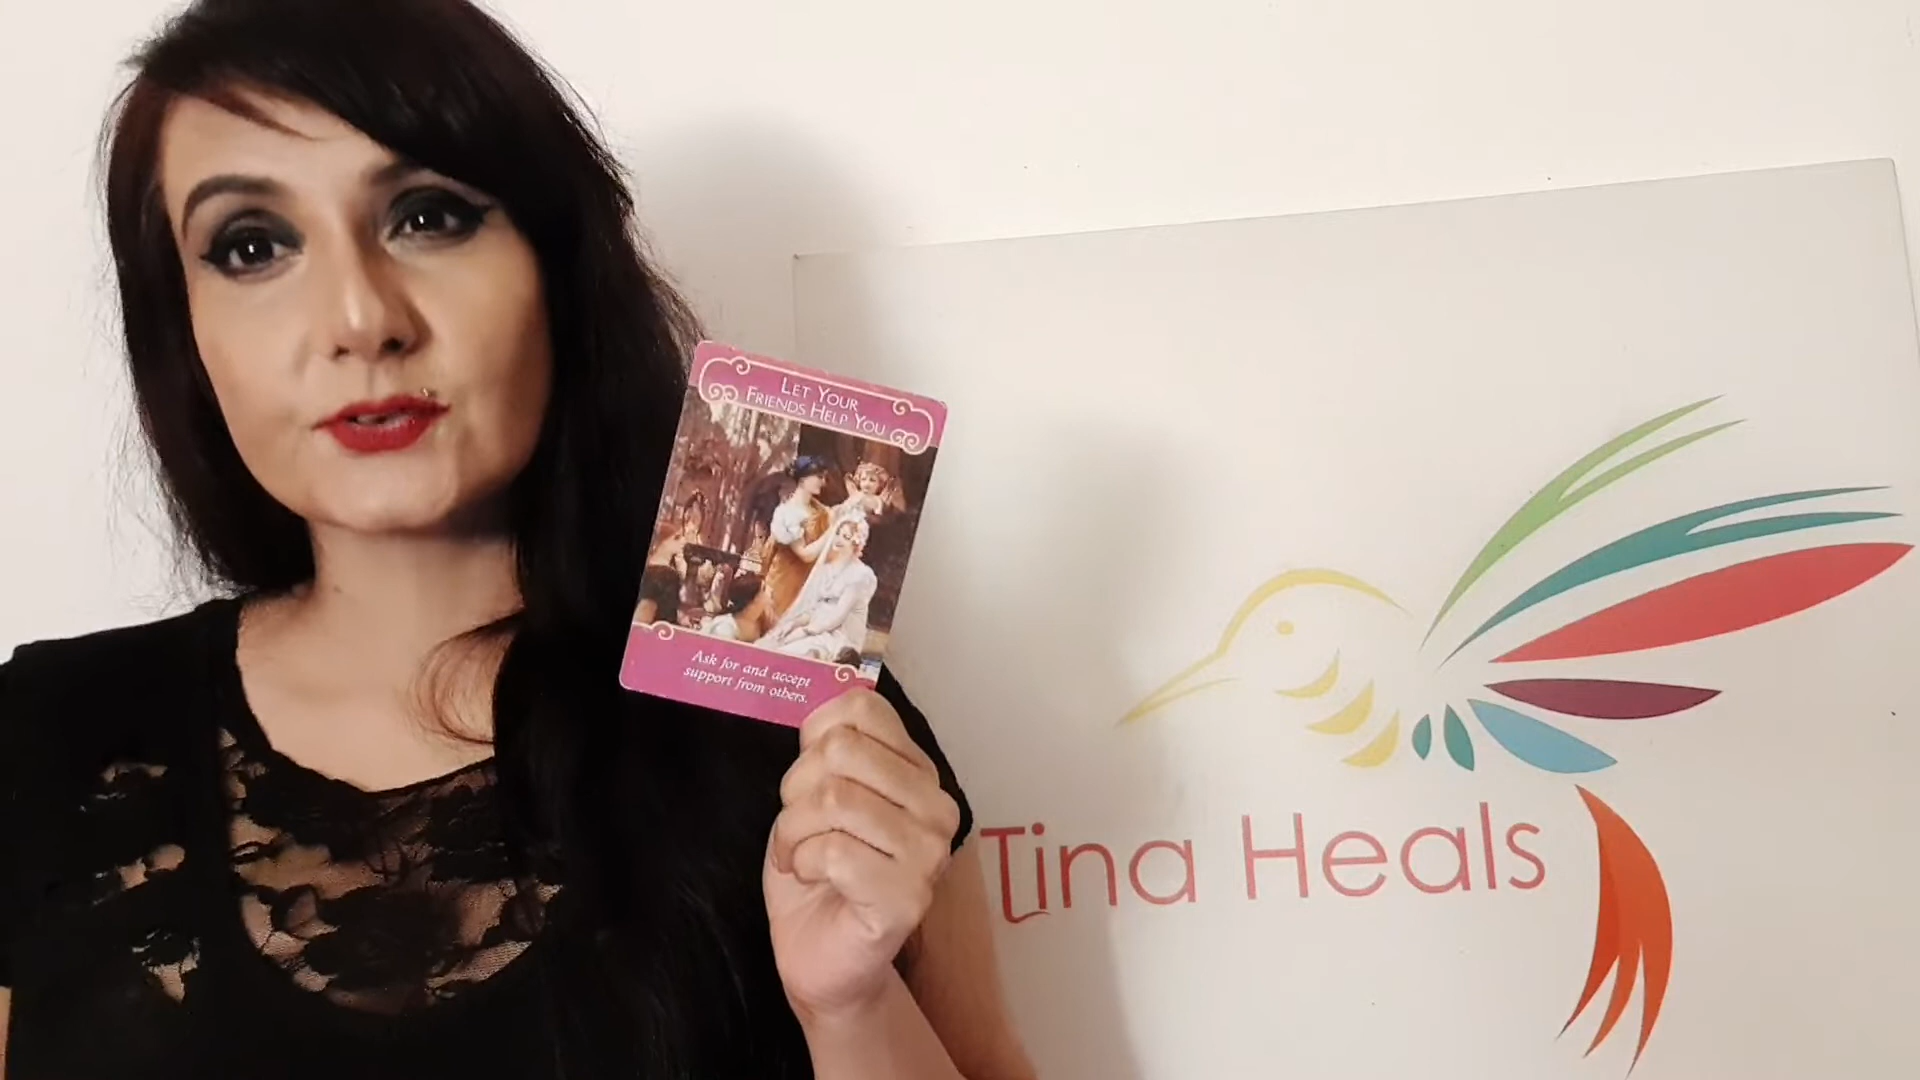 LET YOUR
FRIENDS HELP YOU
Ask for and accept
support from others.
Tina Heals